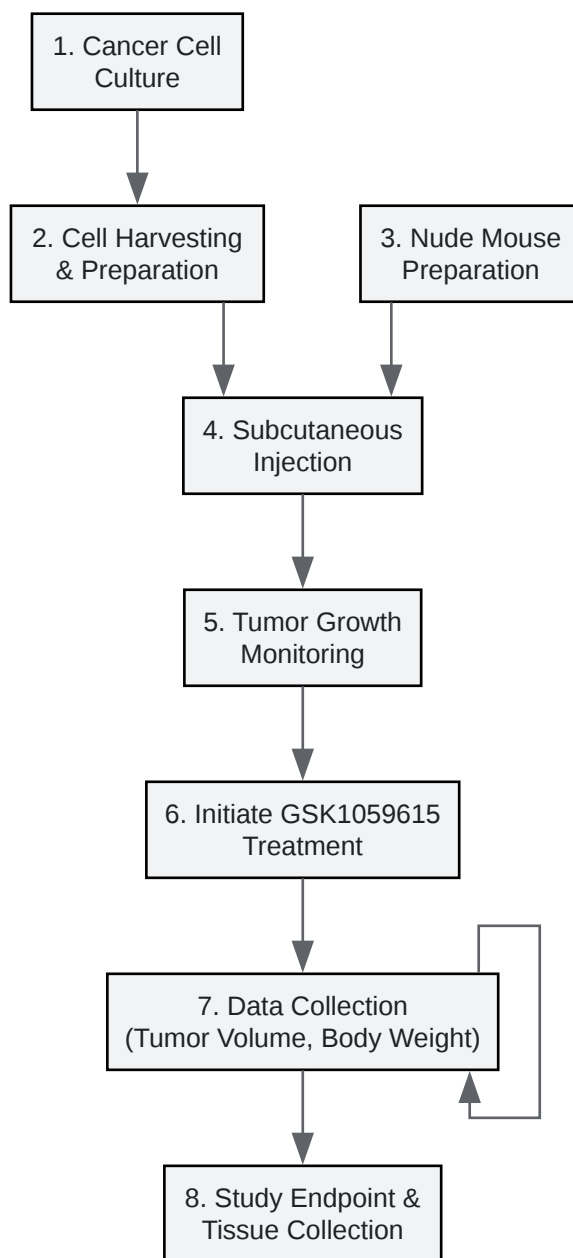 1. Cancer Cell
Culture
2. Cell Harvesting
& Preparation
3. Nude Mouse
Preparation
4. Subcutaneous
Injection
5. Tumor Growth
Monitoring
6. Initiate GSK1059615
Treatment
7. Data Collection
(Tumor Volume, Body Weight)
8. Study Endpoint &
Tissue Collection